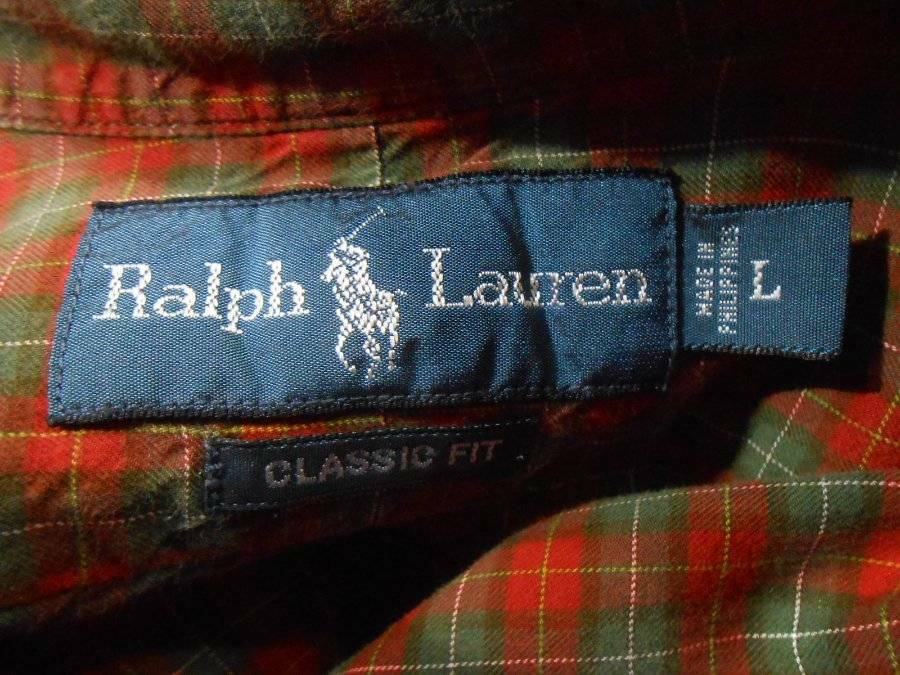 Ralph Lauren
MADE IN
PHILIPPINES
L
CLASSIC FIT